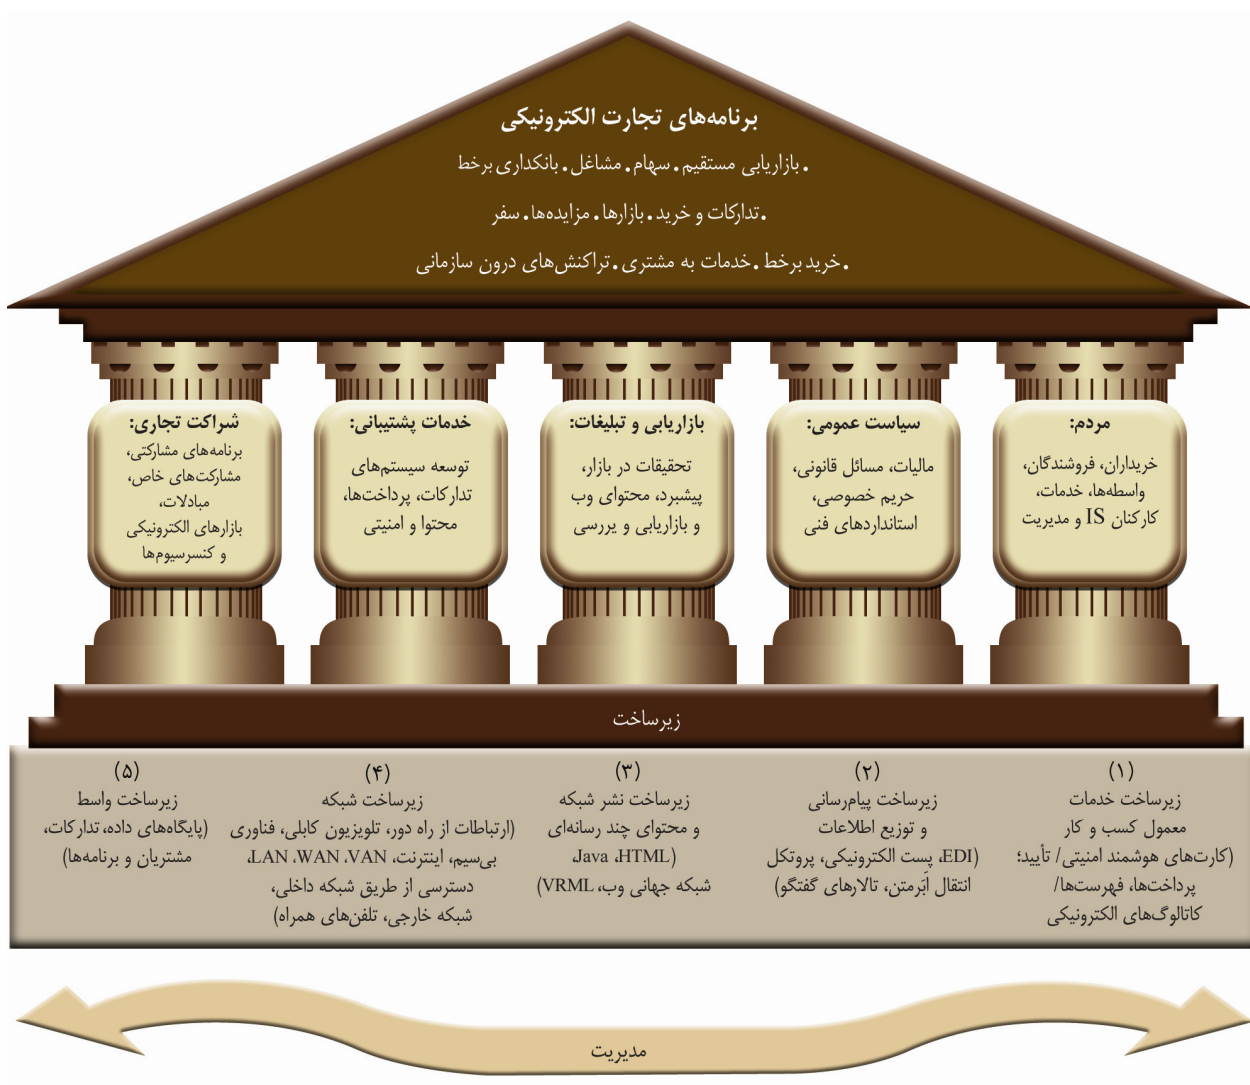 برنامه‌های تجارت الکترونیکی
.بازاریابی مستقیم.سهام.مشاغل.بانکداری برخط
.تدارکات و خرید.بازارها.مزایده‌ها.سفر
.خرید برخط.خدمات به مشتری.تراکنش‌های درون سازمانی
مردم:
خریداران، فروشندگان،
واسطه‌ها، خدمات،
کارکنان IS و مدیریت
سیاست عمومی:
مالیات، مسائل قانونی،
حریم خصوصی،
استانداردهای فنی
بازاریابی و تبلیغات:
تحقیقات در بازار،
پیشبرد، محتوای وب
و بازاریابی و یررسی
خدمات پشتیبانی:
توسعه سیستم‌های
تدارکات، پرداخت‌ها،
محتوا و امنیتی
شراکت تجاری:
برنامه‌های مشارکتی،
مشارکت‌های خاص،
مبادلات،
بازارهای الکترونیکی
و کنسرسیوم‌ها
زیرساخت
(۱)
زیرساخت خدمات
معمول کسب و کار
(کارت‌های هوشمند امنیتی/ تأیید؛
پرداخت‌ها، فهرست‌ها/
کاتالوگ‌های الکترونیکی
(۲)
زیرساخت پیام‌رسانی
و توزیع اطلاعات
(EDI، پست الکترونیکی، پروتکل
انتقال اَبَرمتن، تالارهای گفتگو)
(۳)
زیرساخت نشر شبکه
و محتوای چند رسانه‌ای
(HTML، Java،
شبکه جهانی وب، VRML)
(۴)
زیرساخت شبکه
(ارتباطات از راه دور، تلویزیون کابلی، فناوری
بی‌سیم، اینترنت، VAN، WAN، LAN،
دسترسی از طریق شبکه داخلی،
شبکه خارجی، تلفن‌های همراه)
(۵)
زیرساخت واسط
(پایگاه‌های داده، تدارکات،
مشتریان و برنامه‌ها)
مدیریت